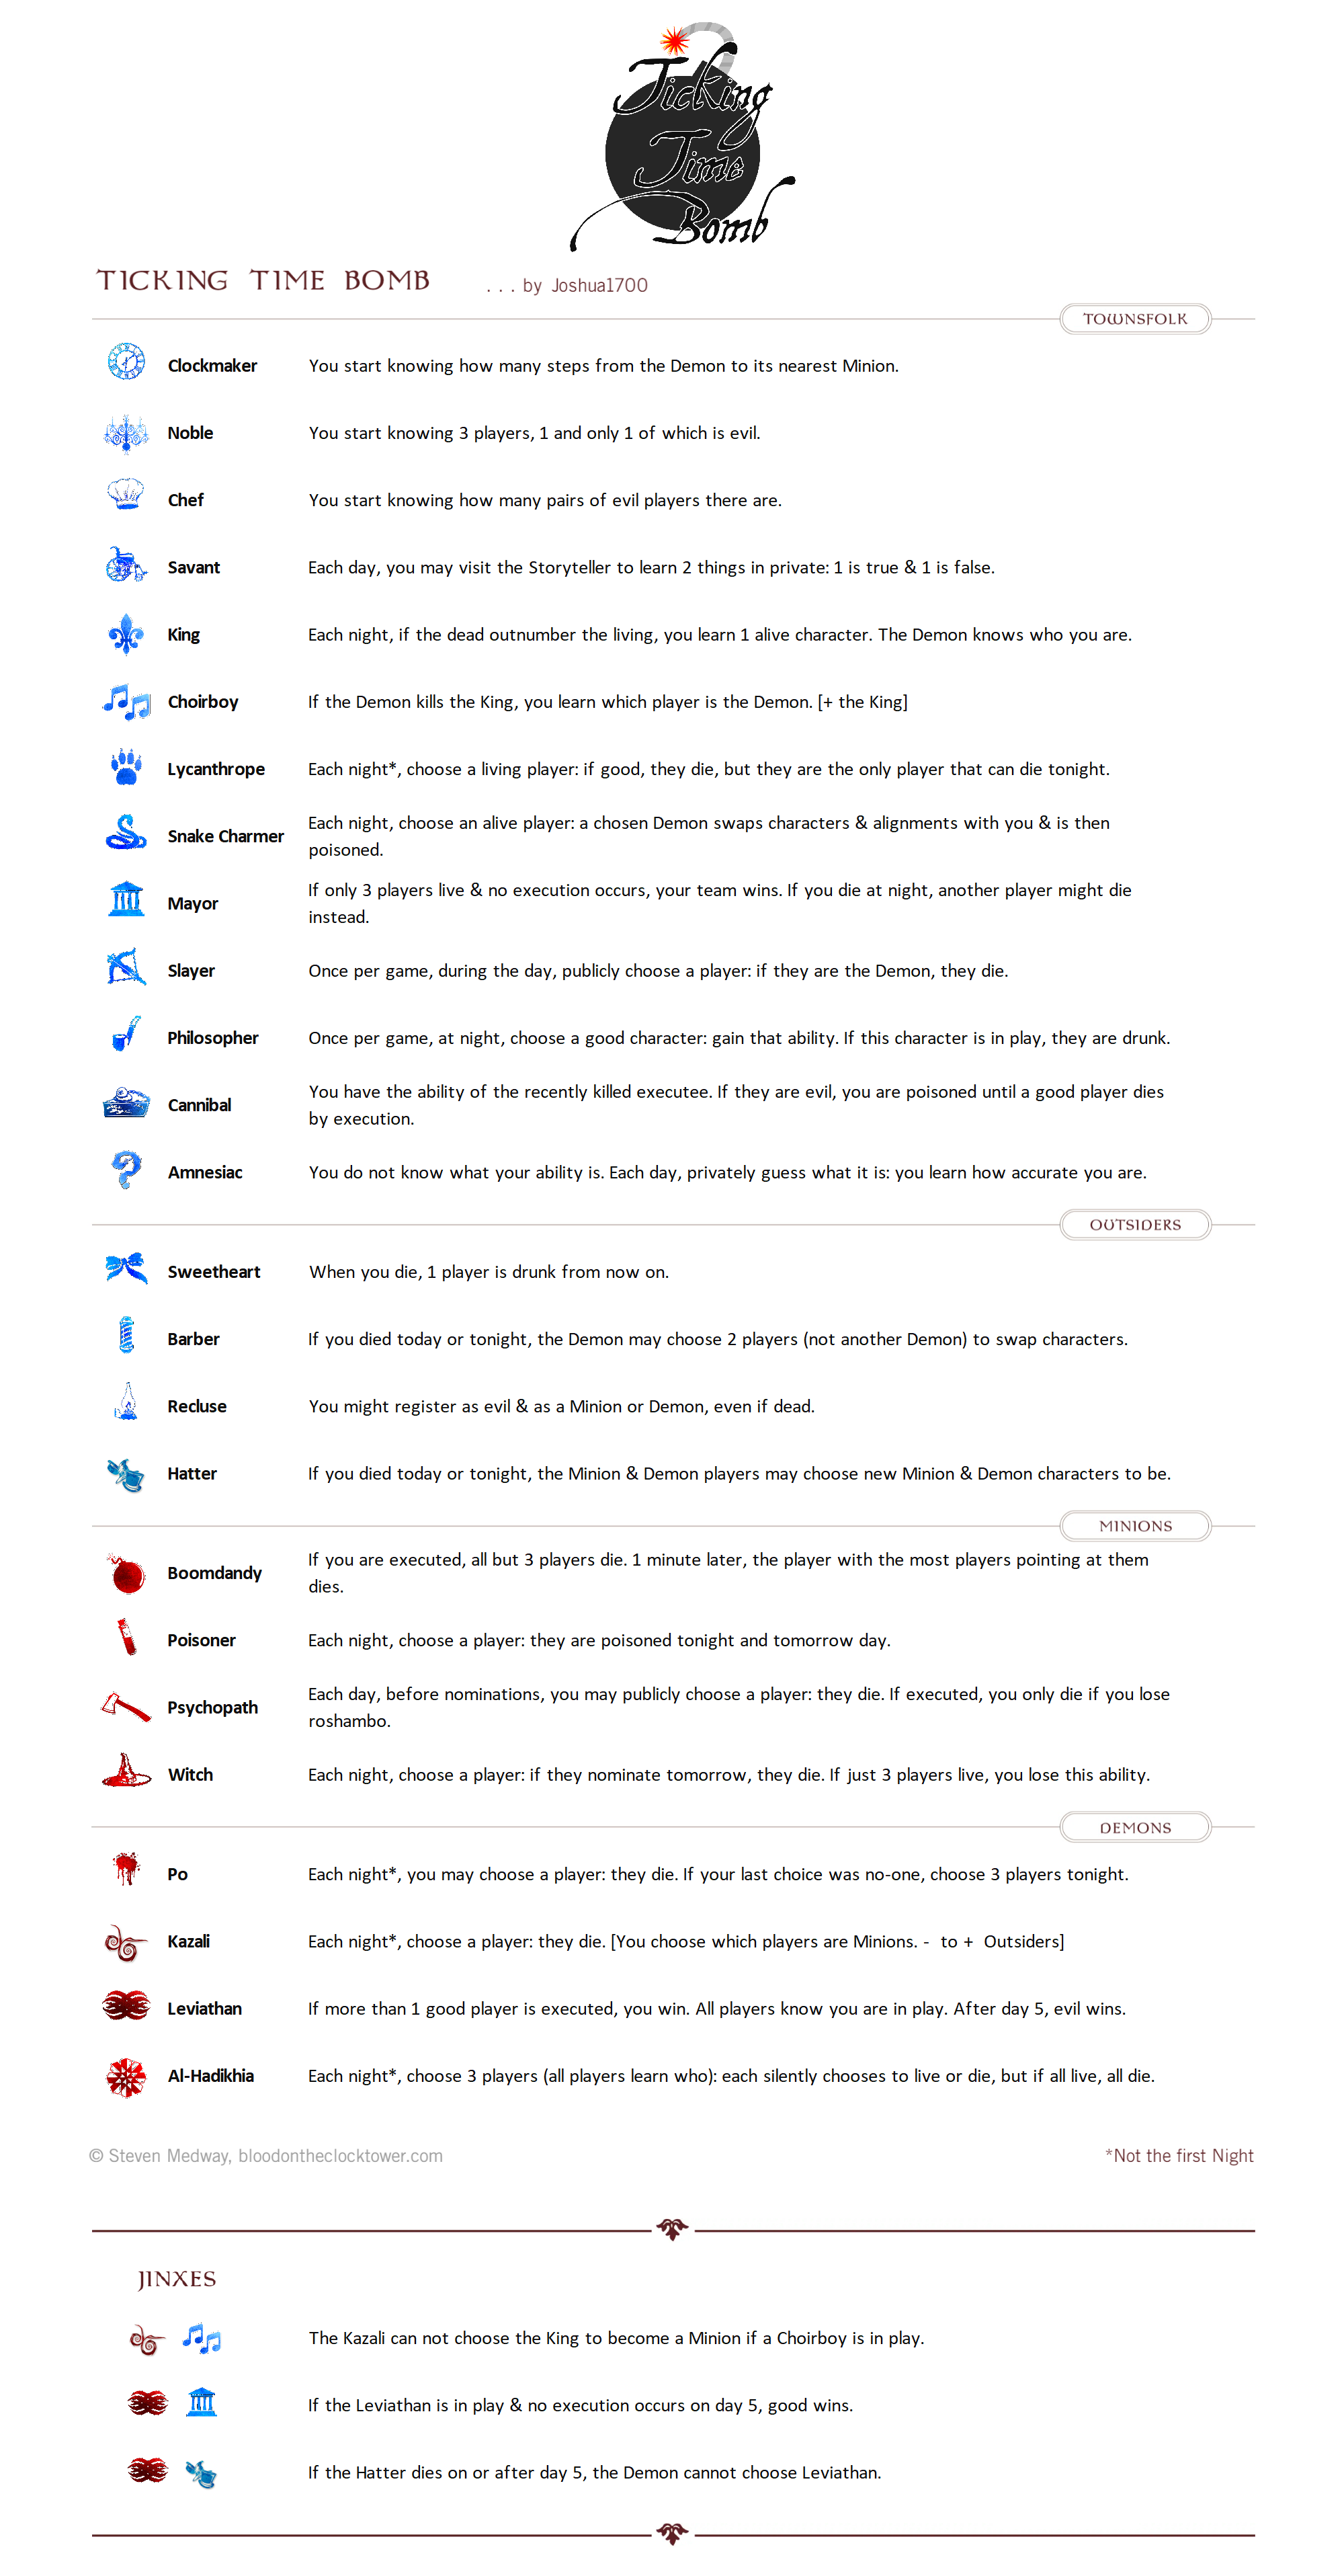 Ticking
Time
Bomb
TICKING TIME BOMB . . . by Joshua1700
TOWNSFOLK
Clockmaker You start knowing how many steps from the Demon to its nearest Minion.
Noble You start knowing 3 players, 1 and only 1 of which is evil.
Chef You start knowing how many pairs of evil players there are.
Savant Each day, you may visit the Storyteller to learn 2 things in private: 1 is true & 1 is false.
King Each night, if the dead outnumber the living, you learn 1 alive character. The Demon knows who you are.
Choirboy If the Demon kills the King, you learn which player is the Demon. [+ the King]
Lycanthrope Each night*, choose a living player: if good, they die, but they are the only player that can die tonight.
Snake Charmer Each night, choose an alive player: a chosen Demon swaps characters & alignments with you & is then
poisoned.
Mayor If only 3 players live & no execution occurs, your team wins. If you die at night, another player might die
instead.
Slayer Once per game, during the day, publicly choose a player: if they are the Demon, they die.
Philosopher Once per game, at night, choose a good character: gain that ability. If this character is in play, they are drunk.
Cannibal You have the ability of the recently killed executee. If they are evil, you are poisoned until a good player dies
by execution.
Amnesiac You do not know what your ability is. Each day, privately guess what it is: you learn how accurate you are.
OUTSIDERS
Sweetheart When you die, 1 player is drunk from now on.
Barber If you died today or tonight, the Demon may choose 2 players (not another Demon) to swap characters.
Recluse You might register as evil & as a Minion or Demon, even if dead.
Hatter If you died today or tonight, the Minion & Demon players may choose new Minion & Demon characters to be.
MINIONS
Boomdandy If you are executed, all but 3 players die. 1 minute later, the player with the most players pointing at them
dies.
Poisoner Each night, choose a player: they are poisoned tonight and tomorrow day.
Psychopath Each day, before nominations, you may publicly choose a player: they die. If executed, you only die if you lose
roshambo.
Witch Each night, choose a player: if they nominate tomorrow, they die. If just 3 players live, you lose this ability.
DEMONS
Po Each night*, you may choose a player: they die. If your last choice was no-one, choose 3 players tonight.
Kazali Each night*, choose a player: they die. [You choose which players are Minions. - to + Outsiders]
Leviathan If more than 1 good player is executed, you win. All players know you are in play. After day 5, evil wins.
Al-Hadikhia Each night*, choose 3 players (all players learn who): each silently chooses to live or die, but if all live, all die.
© Steven Medway, bloodontheclocktower.com *Not the first Night
JINXES
The Kazali can not choose the King to become a Minion if a Choirboy is in play.
If the Leviathan is in play & no execution occurs on day 5, good wins.
If the Hatter dies on or after day 5, the Demon cannot choose Leviathan.